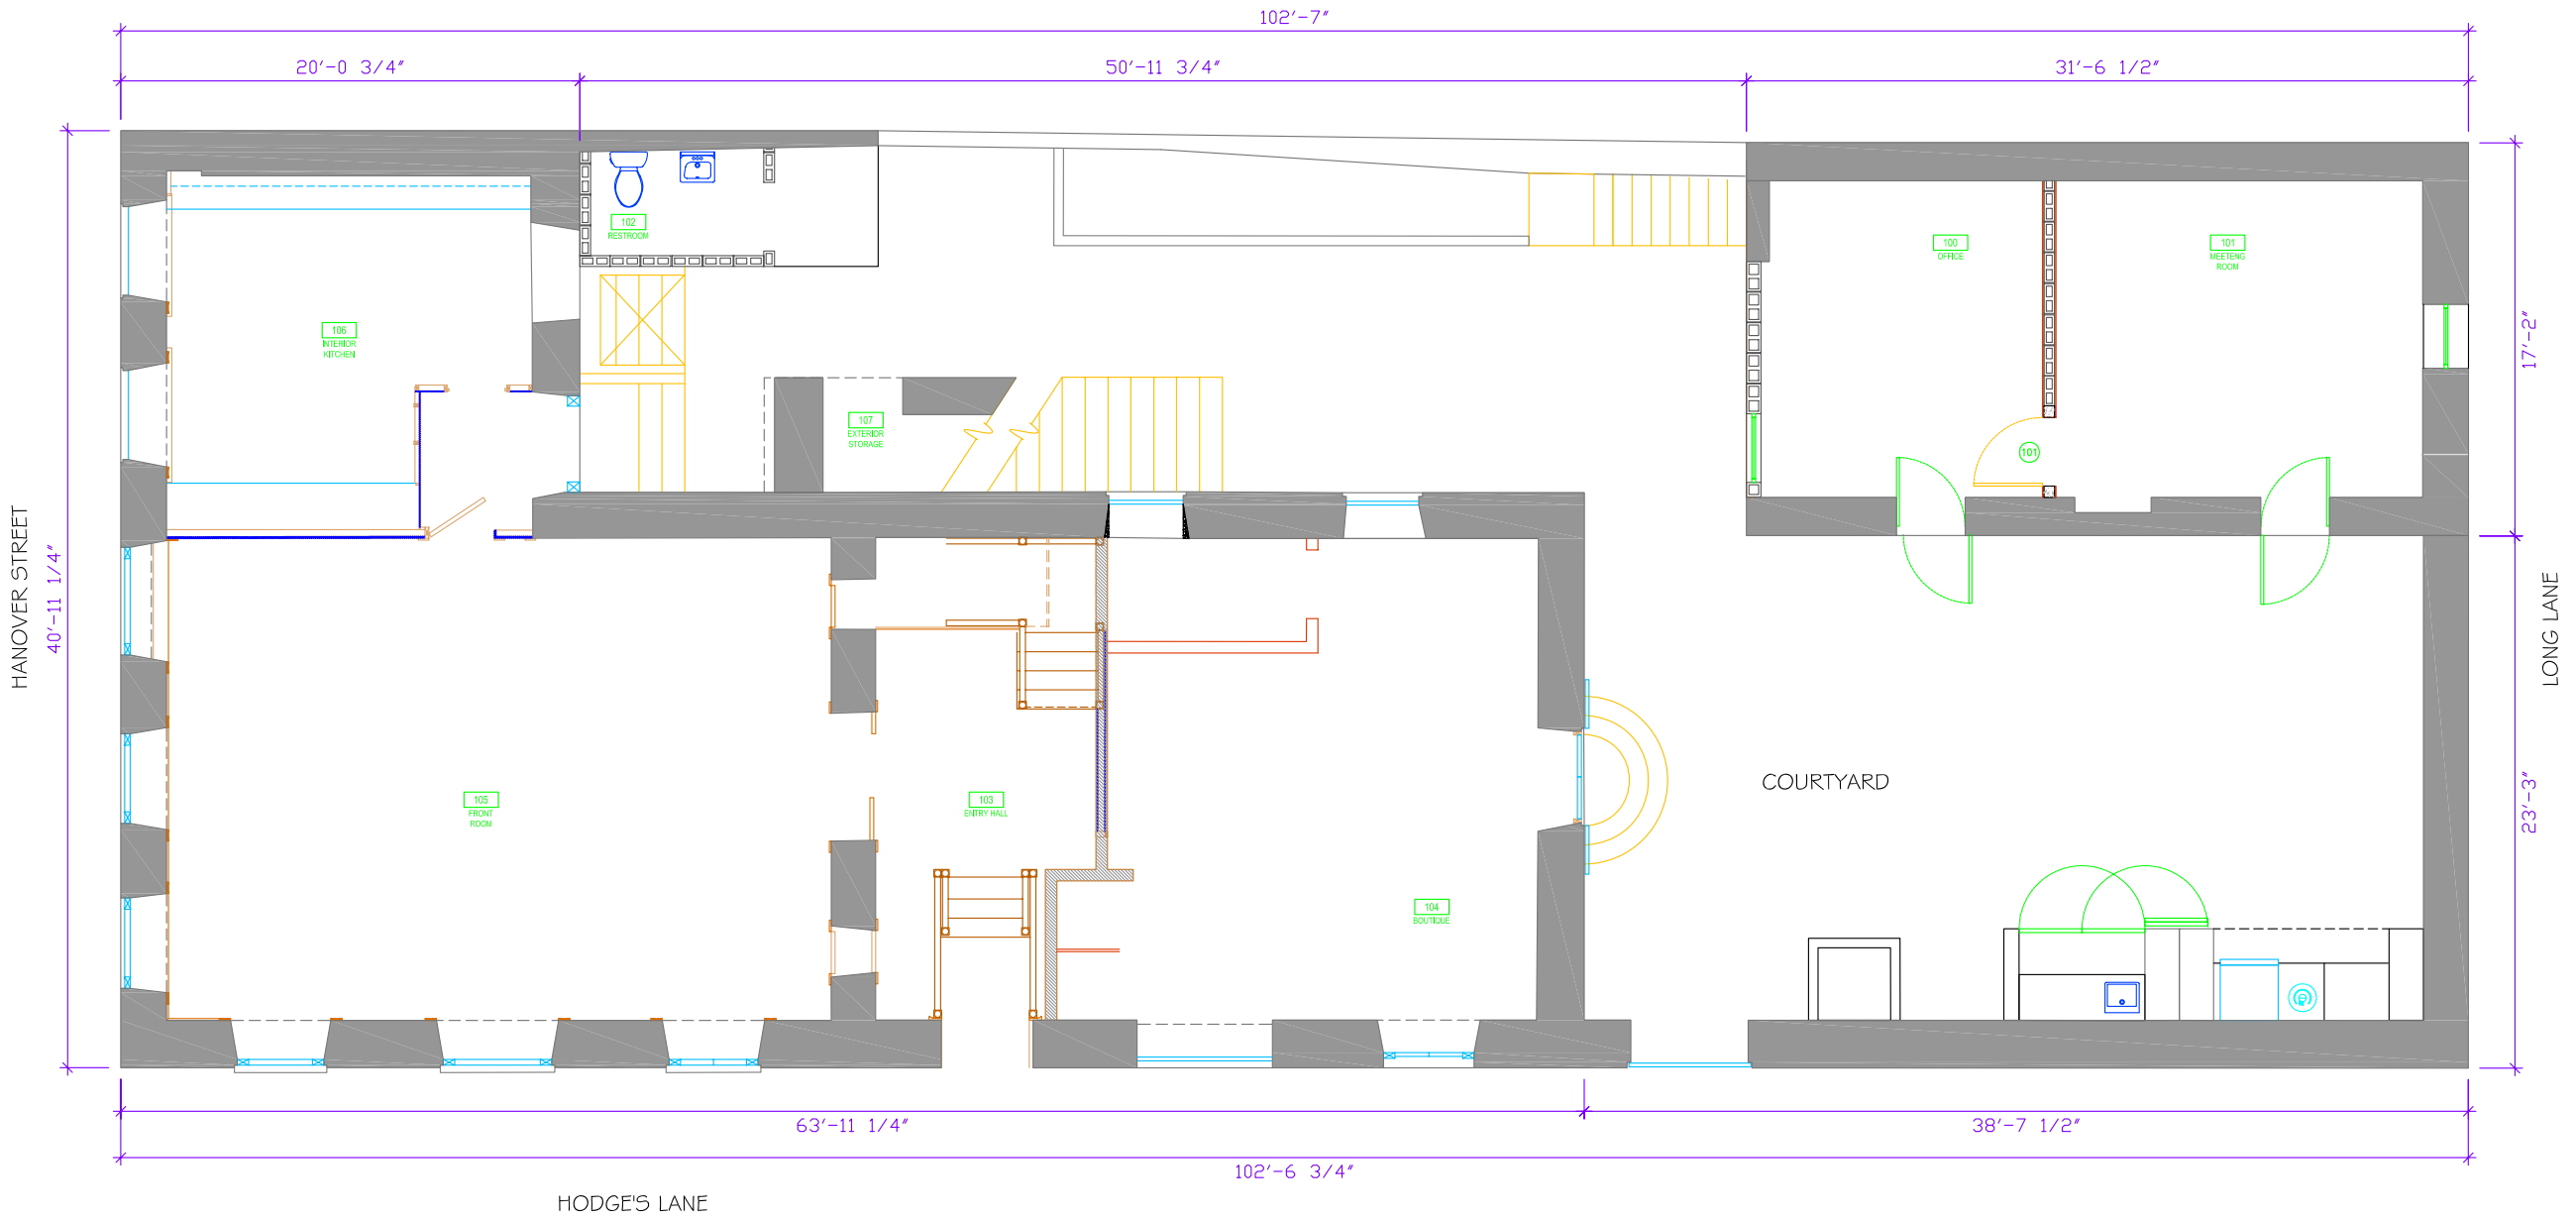 102'-7"
20'-0 3/4"
50'-11 3/4"
31'-6 1/2"
102
RESTROOM
100
OFFICE
101
MEETENG
ROOM
106
INTERIOR
KITCHEN
17'-2"
107
EXTERIOR
STORAGE
101
HANOVER STREET
40'-11 1/4"
LONG LANE
COURTYARD
105
FRONT
ROOM
103
ENTRY HALL
23'-3"
104
BOUTIQUE
63'-11 1/4"
38'-7 1/2"
102'-6 3/4"
HODGE'S LANE